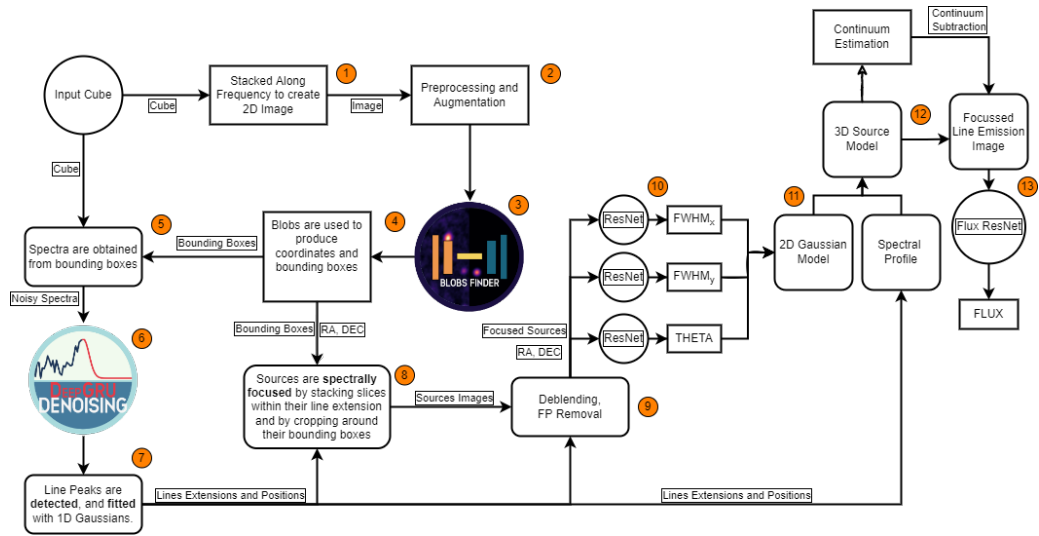 Continuum
Subtraction
Continuum
Estimation
1
2
Input Cube
Cube
Stacked Along
Frequency to create
2D Image
Image
Preprocessing and
Augmentation
12
3D Source
Model
Focussed
Line Emission
Image
Cube
3
10
11
13
5
4
Spectra are obtained
from bounding boxes
Bounding Boxes
Blobs are used to
produce
coordinates and
bounding boxes
BLOBS FINDER
ResNet
FWHMx
ResNet
FWHMy
ResNet
THETA
2D Gaussian
Model
Spectral
Profile
Flux ResNet
FLUX
Noisy Spectra
Bounding Boxes
RA, DEC
Focused Sources
RA, DEC
6
DeepGRU
DENOISING
8
Sources are spectrally
focused by stacking slices
within their line extension
and by cropping around
their bounding boxes
Sources Images
Deblending,
FP Removal
9
7
Line Peaks are
detected, and fitted
with 1D Gaussians.
Lines Extensions and Positions
Lines Extensions and Positions